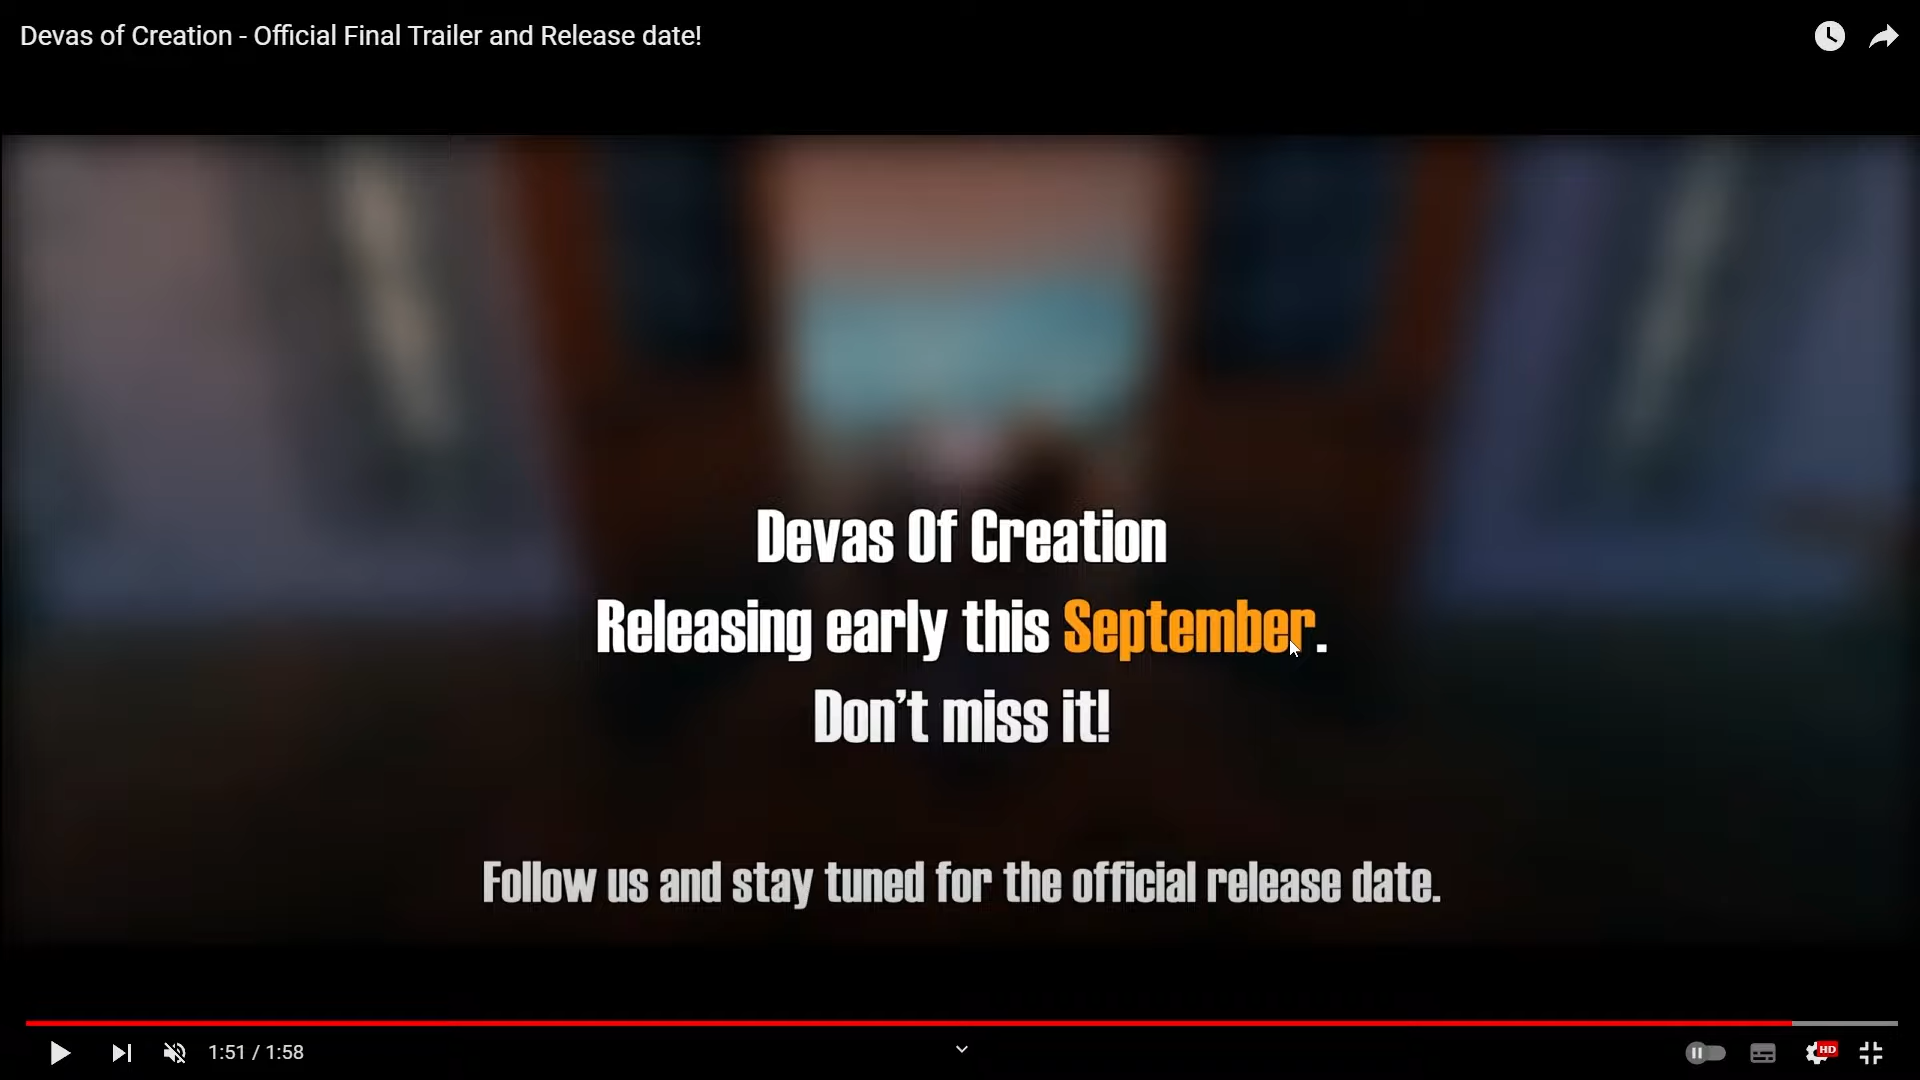 Devas of Creation - Official Final Trailer and Release date!
Devas Of Creation
Releasing early this September.
Don't miss it!
Follow us and stay tuned for the official release date.
1:51 / 1:58
HD